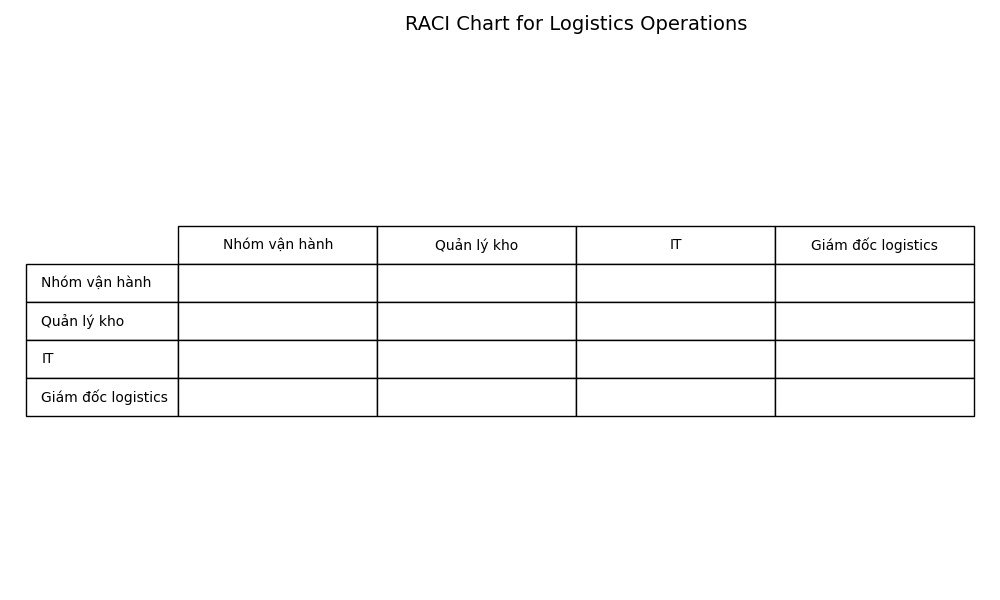 RACI Chart for Logistics Operations
Nhóm vận hành Quản lý kho IT Giám đốc logistics
Nhóm vận hành
Quản lý kho
IT
Giám đốc logistics